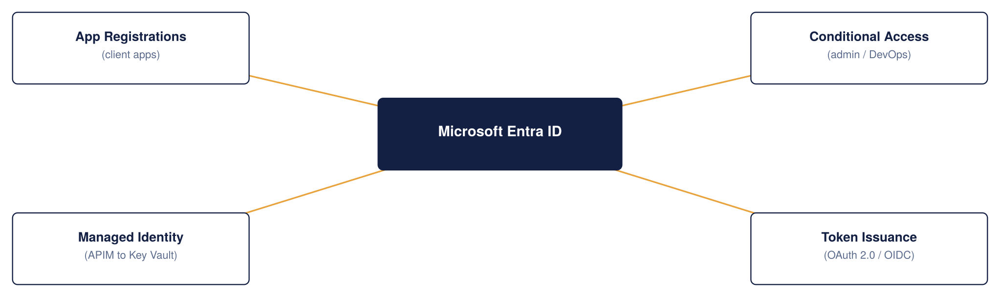 App Registrations
(client apps)
Conditional Access
(admin / DevOps)
Microsoft Entra ID
Managed Identity
(APIM to Key Vault)
Token Issuance
(OAuth 2.0 / OIDC)